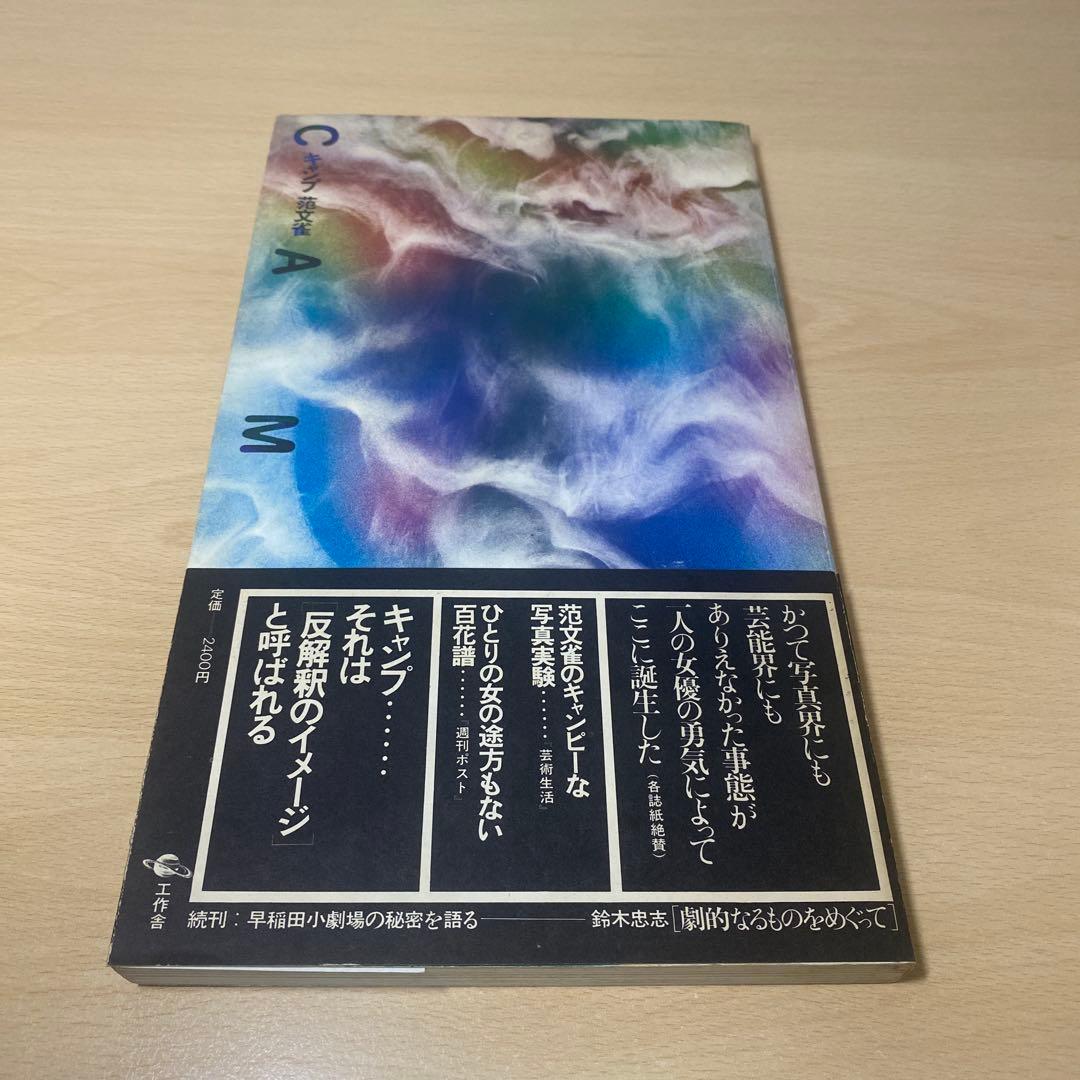 C
キャンプ 范文雀
A
M
かつて写真界にも
芸能界にも
ありえなかった事態が
一人の女優の勇気によって
ここに誕生した(各誌紙絶賛)
范文雀のキャンピーな
写真実験……『芸術生活』
ひとりの女の途方もない
百花譜……『週刊ポスト』
キャンプ……
それは
「反解釈のイメージ」
と呼ばれる
定価──2400円
工作舎
続刊:早稲田小劇場の秘密を語る────鈴木忠志[劇的なるものをめぐって]